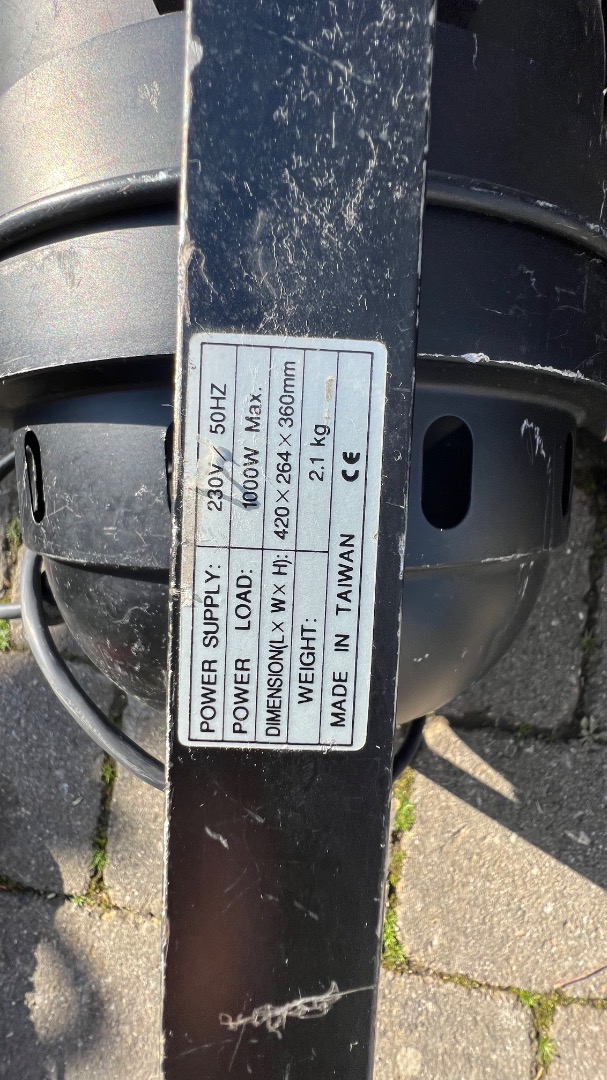 POWER SUPPLY: 230V / 50HZ
POWER LOAD: 1000W Max.
DIMENSION(L×W×H): 420×264×360mm
WEIGHT: 2.1 kg
MADE IN TAIWAN CE